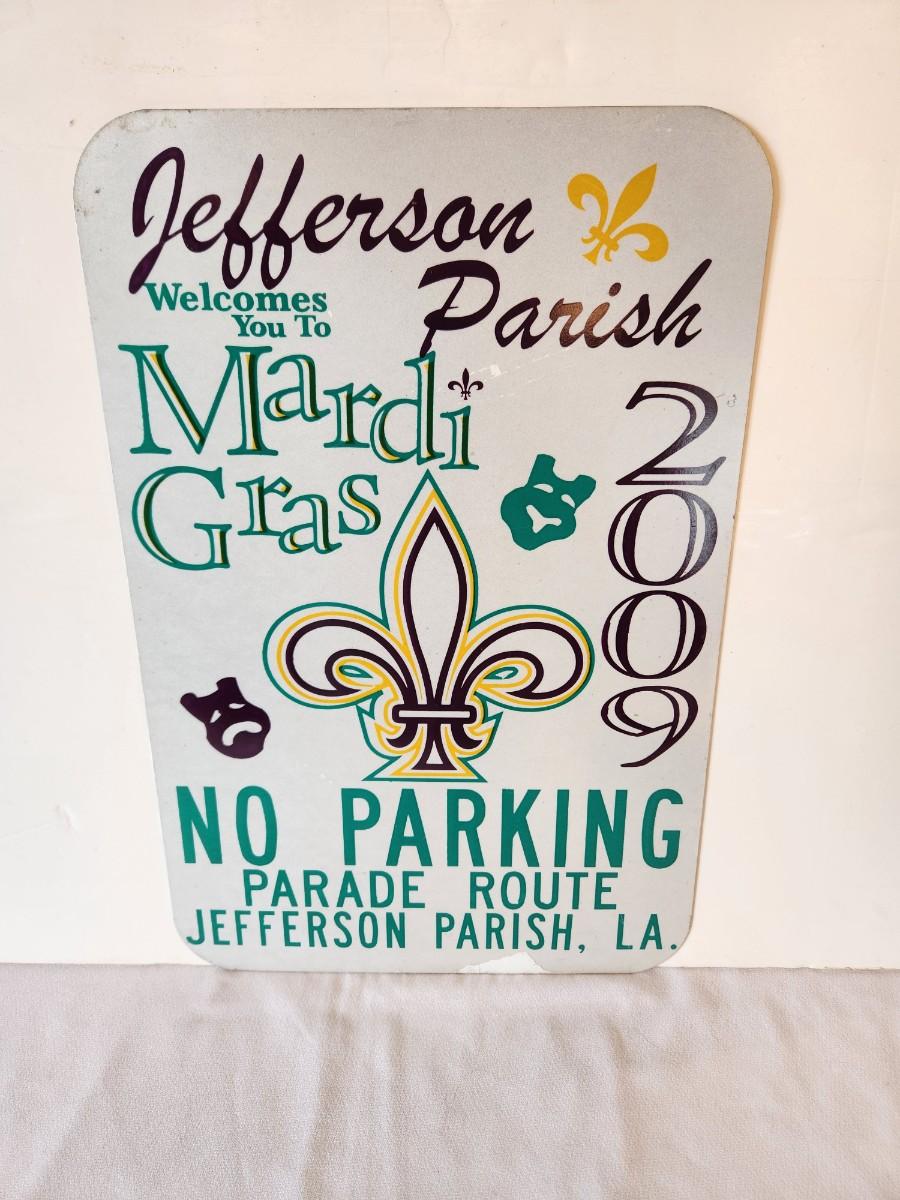 Jefferson
Parish
Welcomes
You To
Mardi
Gras
2009
NO PARKING
PARADE ROUTE
JEFFERSON PARISH, LA.